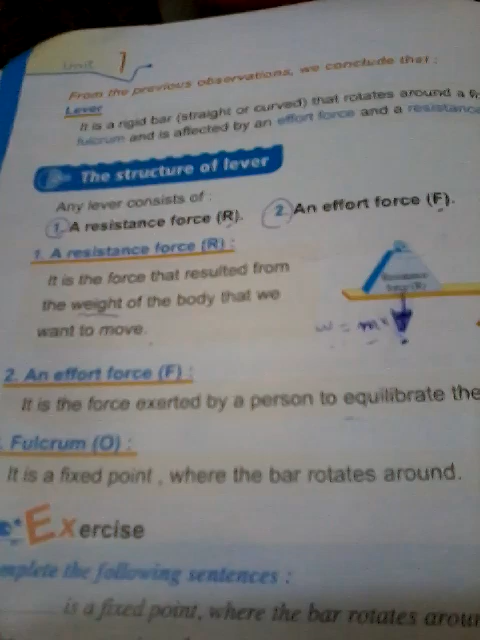 Unit 1
From the previous observations, we conclude that :
Lever
It is a rigid bar (straight or curved) that rotates around a
fulcrum and is affected by an effort force and a resistance
The structure of lever
Any lever consists of :
1. A resistance force (R). 2. An effort force (F).
1. A resistance force (R) :
It is the force that resulted from
the weight of the body that we
want to move.
Resistance
force (R)
w = m
2. An effort force (F) :
It is the force exerted by a person to equilibrate the
. Fulcrum (O) :
It is a fixed point , where the bar rotates around.
Exercise
mplete the following sentences :
is a fixed point, where the bar rotates aroun